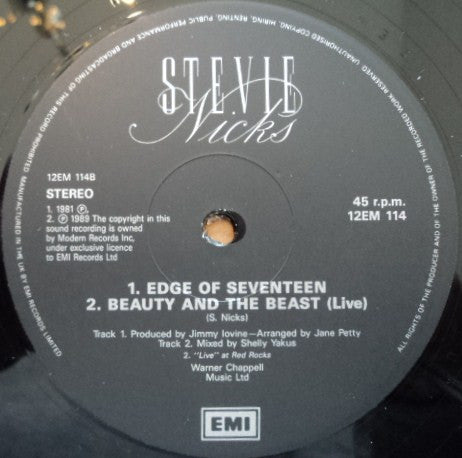 UNAUTHORISED COPYING, HIRING, RENTING, PUBLIC PERFORMANCE AND BROADCASTING OF THIS RECORD PROHIBITED MANUFACTURED IN THE UK BY EMI RECORDS LIMITED.
ALL RIGHTS OF THE PRODUCER AND OF THE OWNER OF THE RECORDED WORK RESERVED
STEVIE
Nicks
12EM 114B
STEREO
1. 1981 Ⓟ
2. Ⓟ 1989 The copyright in this
sound recording is owned
by Modern Records Inc.
under exclusive licence
to EMI Records Ltd
45 r.p.m.
12EM 114
1. EDGE OF SEVENTEEN
2. BEAUTY AND THE BEAST (Live)
(S. Nicks)
Track 1. Produced by Jimmy Iovine—Arranged by Jane Petty
Track 2. Mixed by Shelly Yakus
2. "Live" at Red Rocks
Warner Chappell
Music Ltd
EMI